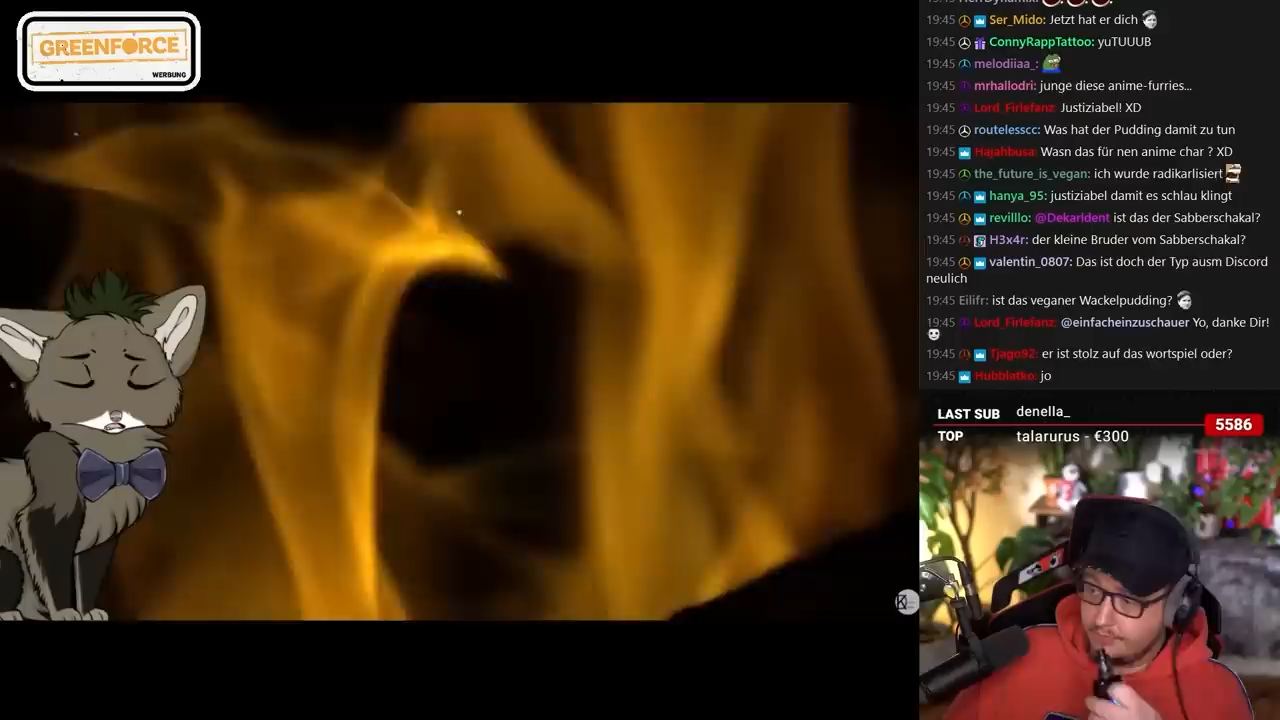 GREENFORCE
WERBUNG
19:45 Ser_Mido: Jetzt hat er dich
19:45 ConnyRappTattoo: yuTUUUB
19:45 melodiiaa_:
19:45 mrhallodri: junge diese anime-furries...
19:45 Lord_Firlefanz: Justiziabel! XD
19:45 routelesscc: Was hat der Pudding damit zu tun
19:45 Hajahbusa: Wasn das für nen anime char ? XD
19:45 the_future_is_vegan: ich wurde radikarlisiert
19:45 hanya_95: justiziabel damit es schlau klingt
19:45 revilllo: @Dekarldent ist das der Sabberschakal?
19:45 H3x4r: der kleine Bruder vom Sabberschakal?
19:45 valentin_0807: Das ist doch der Typ ausm Discord
neulich
19:45 Eilifr: ist das veganer Wackelpudding?
19:45 Lord_Firlefanz: @einfacheinzuschauer Yo, danke Dir!
19:45 Tjago92: er ist stolz auf das wortspiel oder?
19:45 Hubblatko: jo
LAST SUB denella_
5586
TOP talarurus - €300